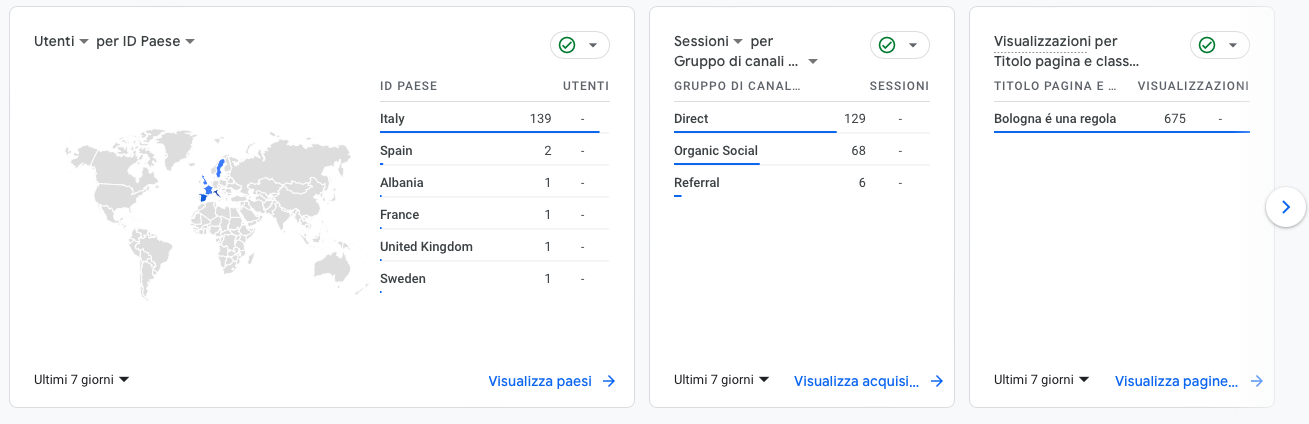 Utenti per ID Paese
ID PAESE UTENTI
Italy 139 -
Spain 2 -
Albania 1 -
France 1 -
United Kingdom 1 -
Sweden 1 -
Ultimi 7 giorni Visualizza paesi
Sessioni per
Gruppo di canali ...
GRUPPO DI CANAL... SESSIONI
Direct 129 -
Organic Social 68 -
Referral 6 -
Ultimi 7 giorni Visualizza acquisi...
Visualizzazioni per
Titolo pagina e class...
TITOLO PAGINA E ... VISUALIZZAZIONI
Bologna é una regola 675 -
Ultimi 7 giorni Visualizza pagine...